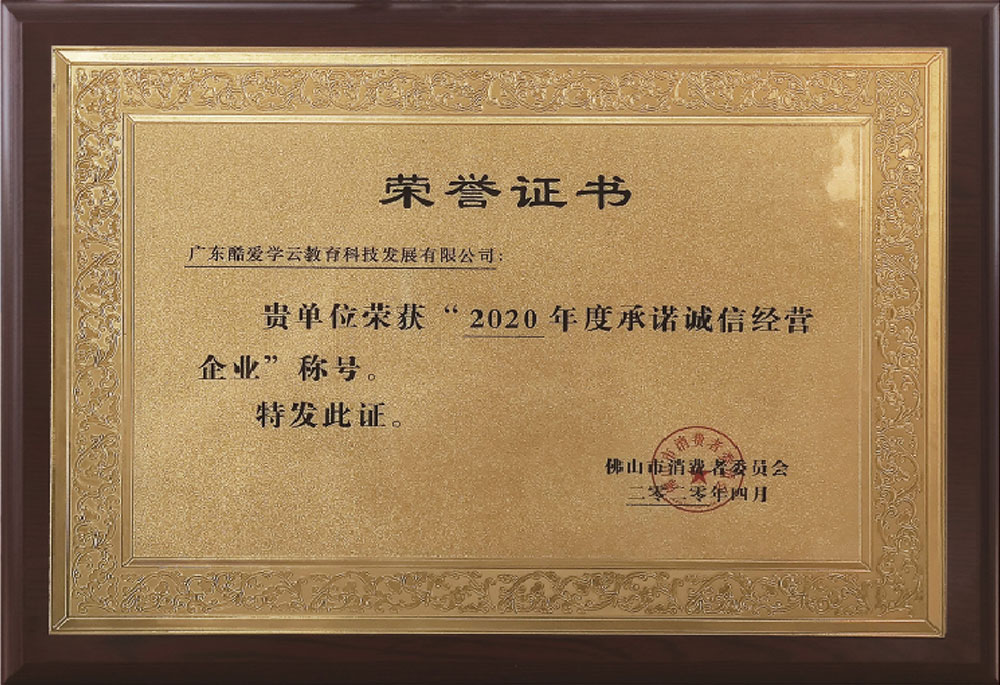 荣誉证书
广东酷爱学云教育科技发展有限公司：
贵单位荣获“2020年度承诺诚信经营
企业”称号。
特发此证。
佛山市消费者委员会
二零二零年四月